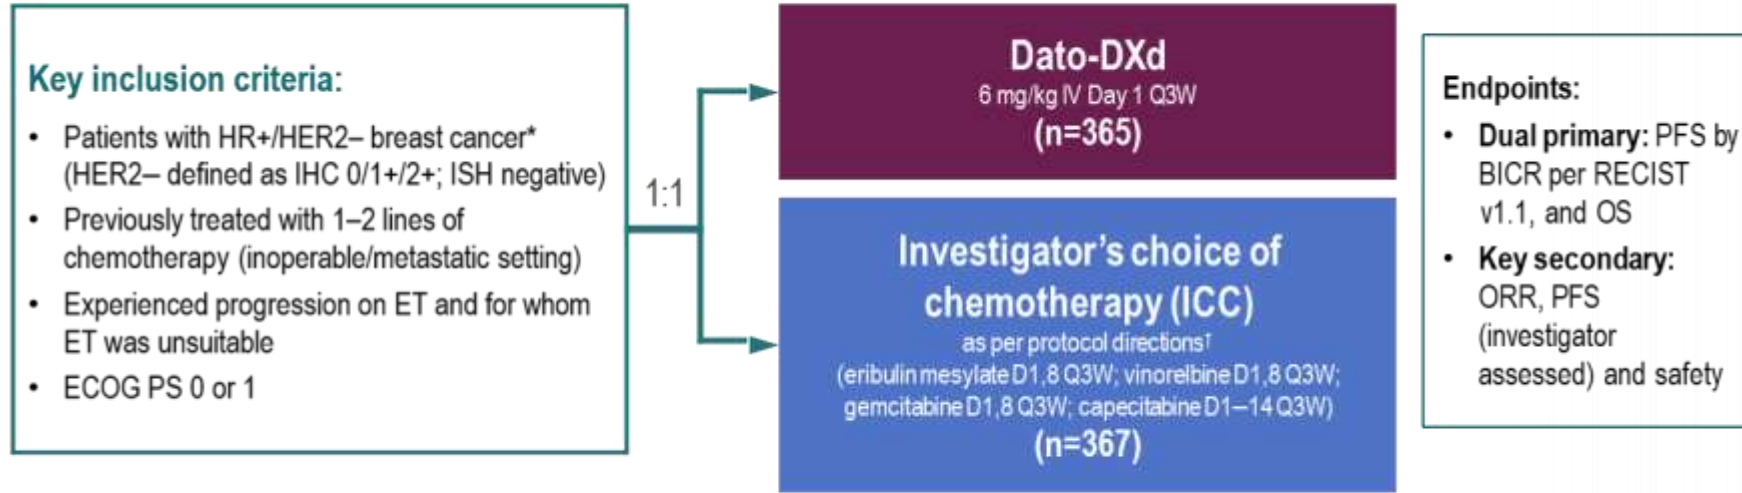 Key inclusion criteria:
• Patients with HR+/HER2– breast cancer*
(HER2– defined as IHC 0/1+/2+; ISH negative)
• Previously treated with 1–2 lines of
chemotherapy (inoperable/metastatic setting)
• Experienced progression on ET and for whom
ET was unsuitable
• ECOG PS 0 or 1
1:1
Dato-DXd
6 mg/kg IV Day 1 Q3W
(n=365)
Investigator's choice of
chemotherapy (ICC)
as per protocol directions†
(eribulin mesylate D1,8 Q3W; vinorelbine D1,8 Q3W;
gemcitabine D1,8 Q3W; capecitabine D1–14 Q3W)
(n=367)
Endpoints:
• Dual primary: PFS by
BICR per RECIST
v1.1, and OS
• Key secondary:
ORR, PFS
(investigator
assessed) and safety